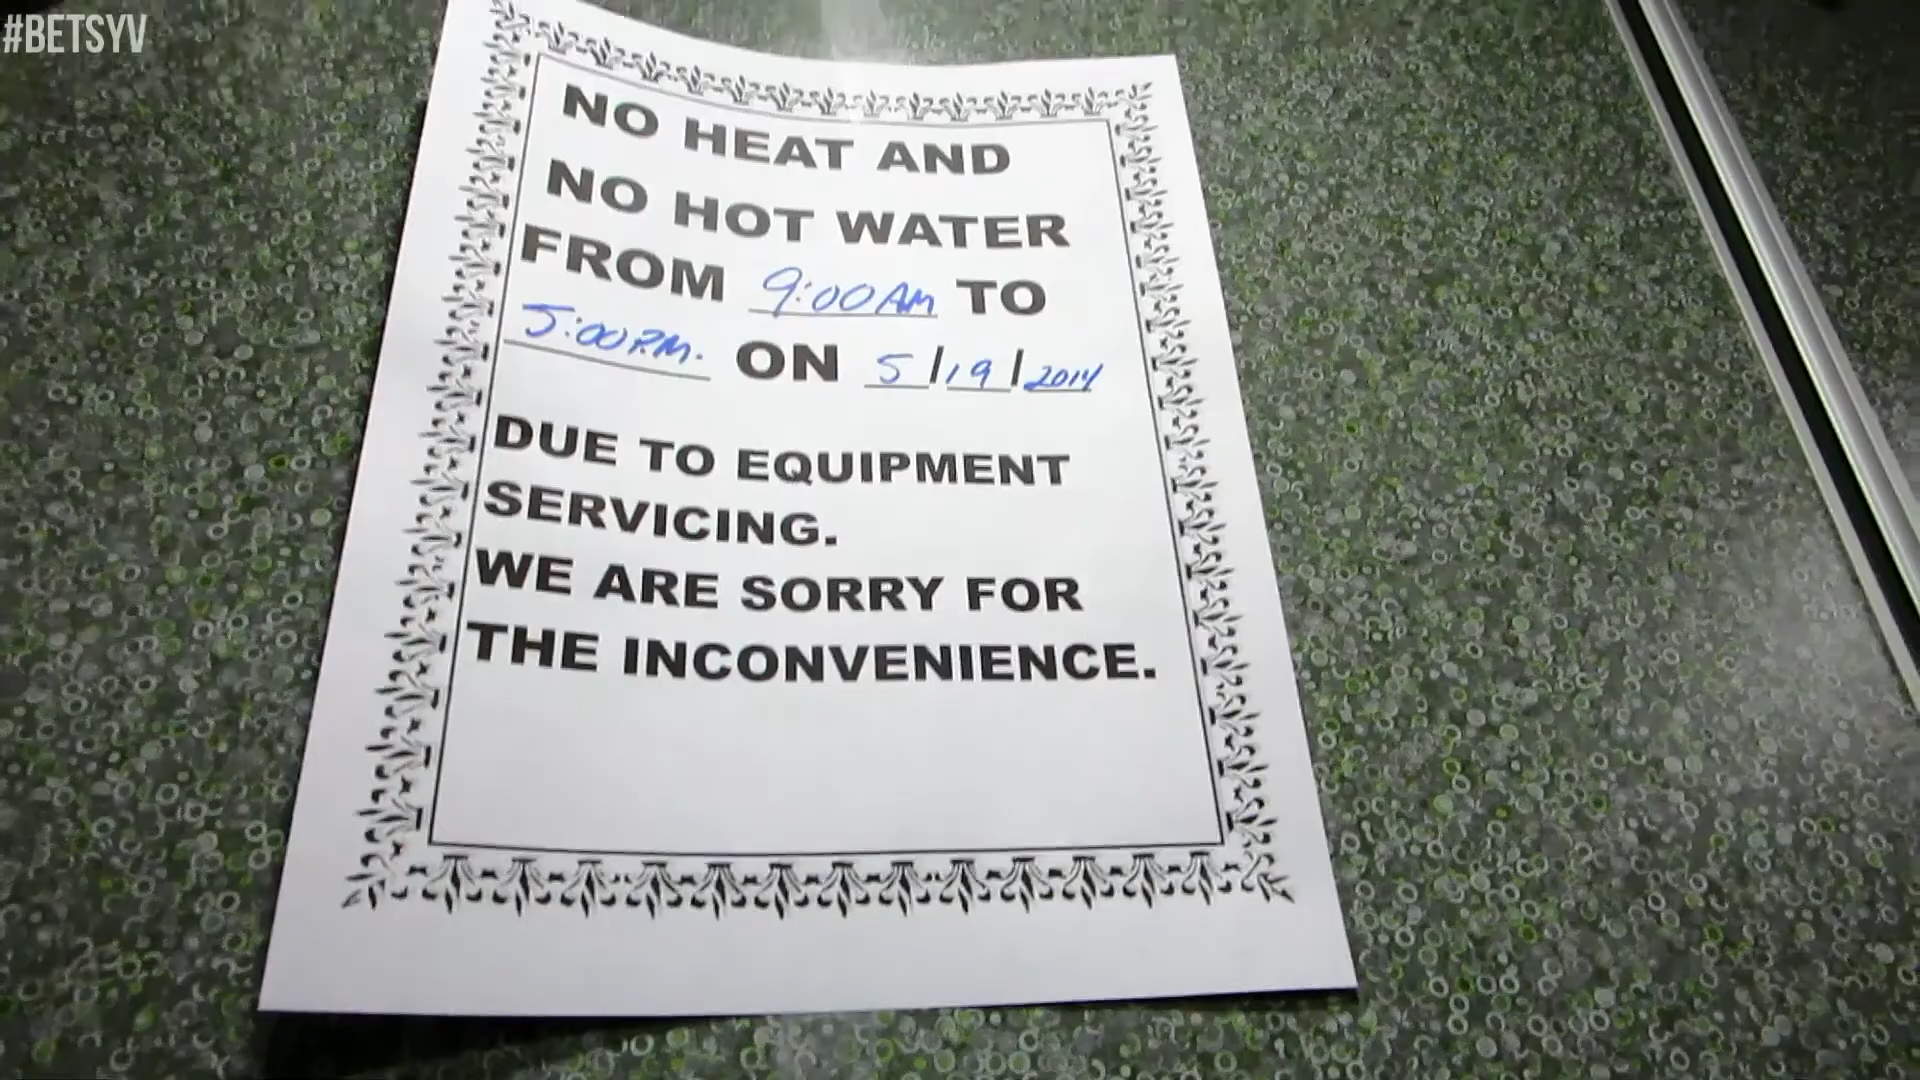 #BETSYV
NO HEAT AND
NO HOT WATER
FROM 9:00AM TO
5:00P.M. ON 5/19/2014
DUE TO EQUIPMENT
SERVICING.
WE ARE SORRY FOR
THE INCONVENIENCE.